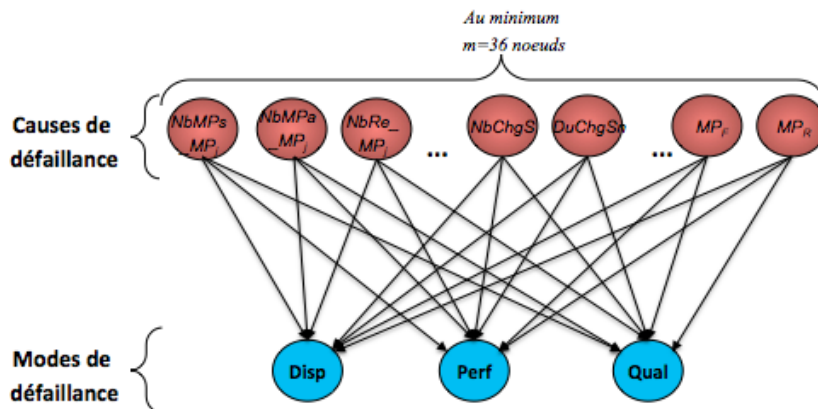 Au minimum
m=36 noeuds
Causes de
défaillance
NbMPs
_MPj
NbMPa
_MPj
NbRe_
MPj
...
NbChgS
DuChgSn
...
MPF
MPR
Modes de
défaillance
Disp
Perf
Qual